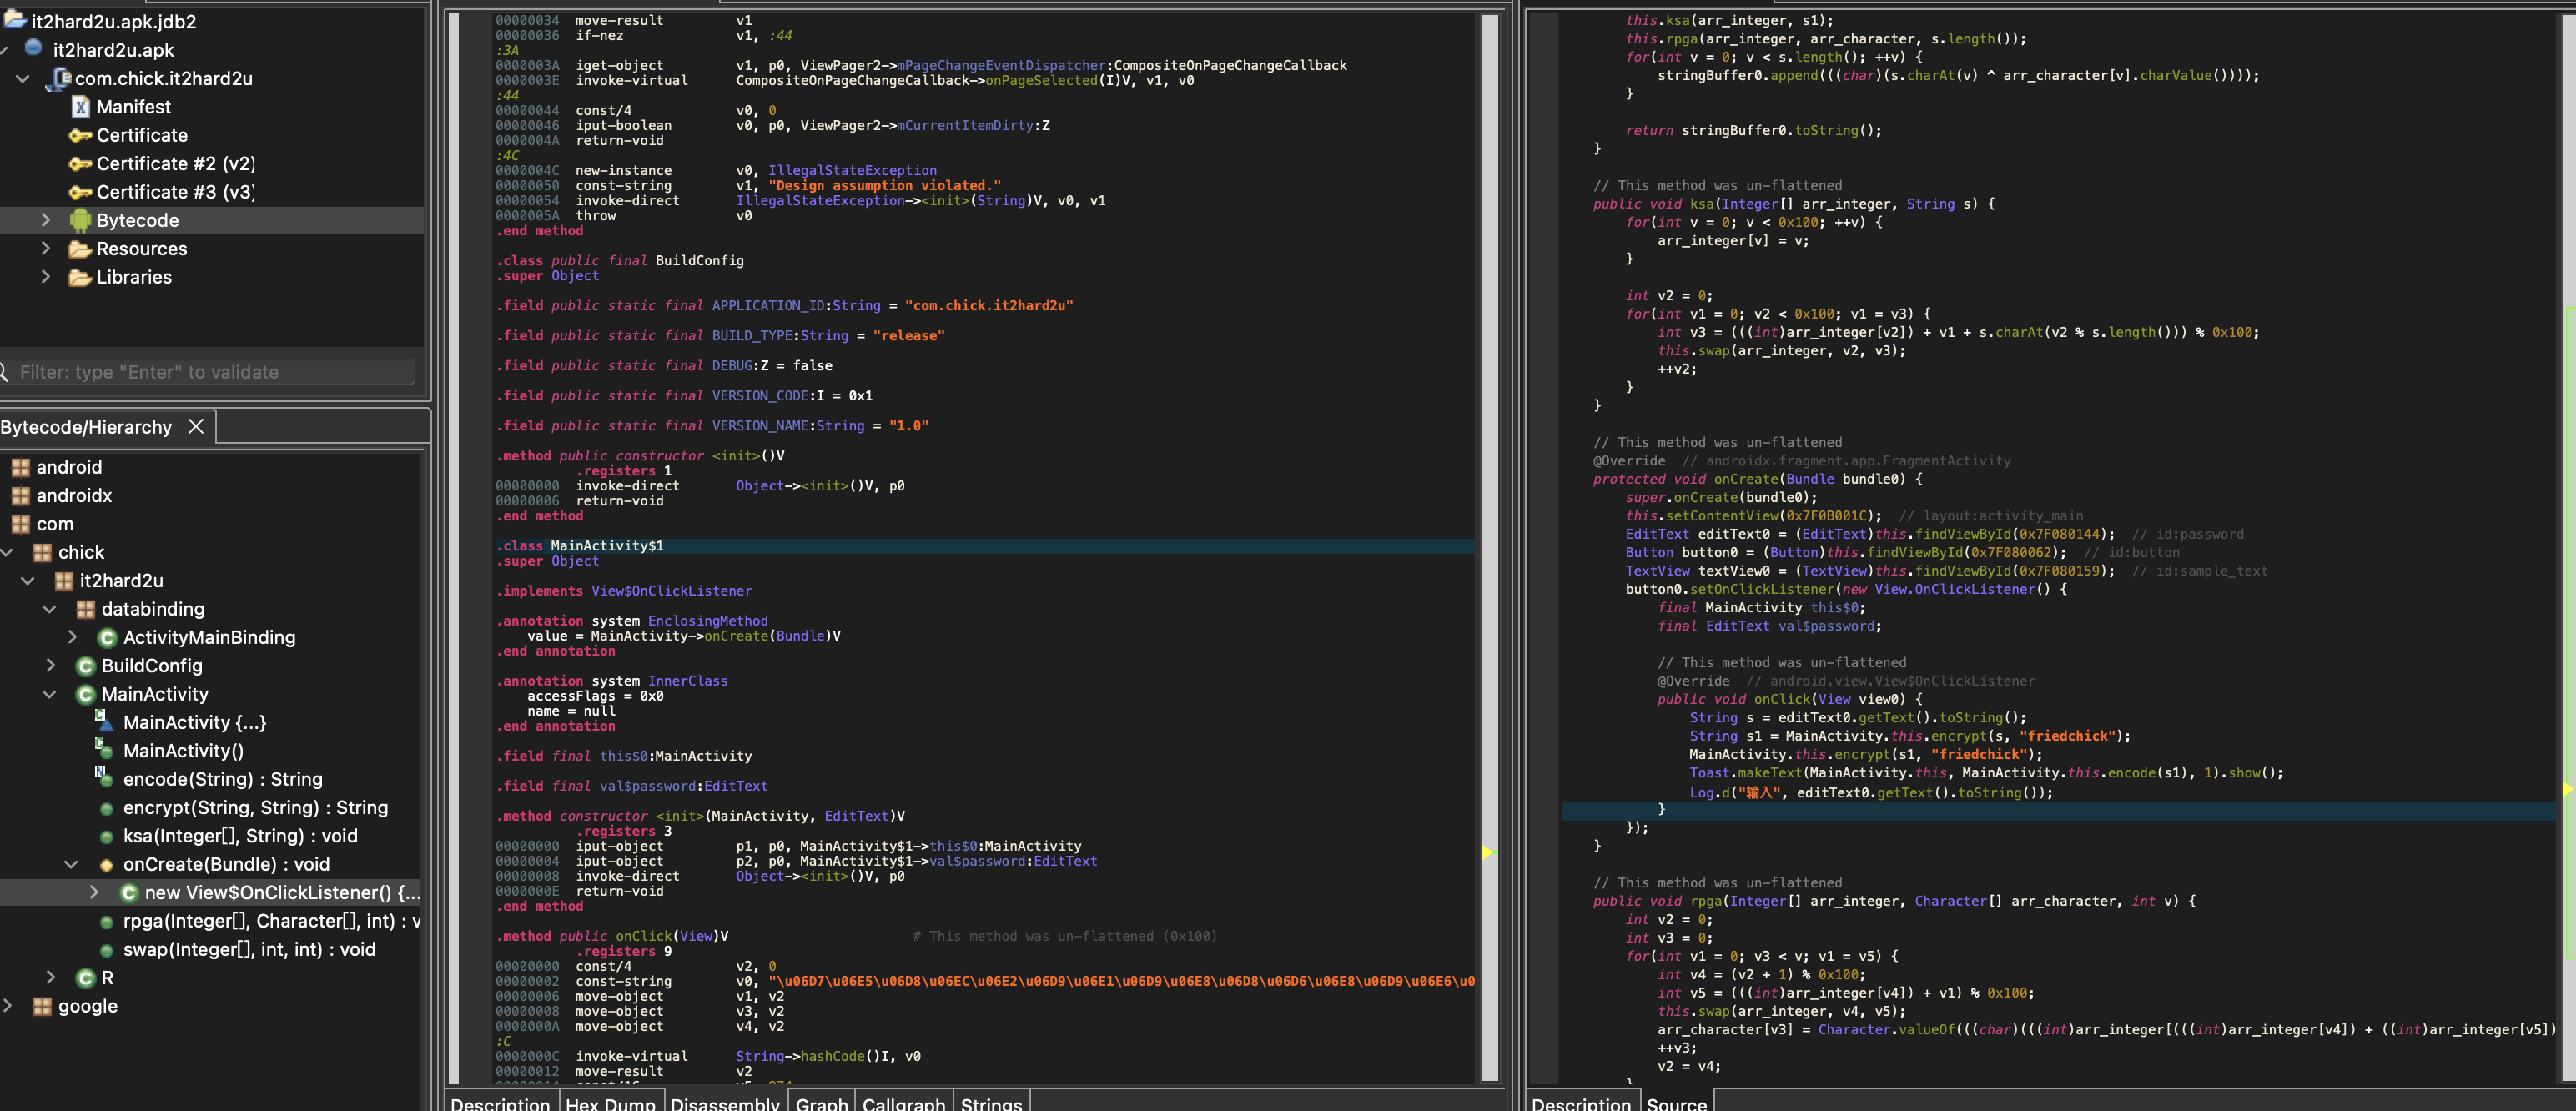 it2hard2u.apk.jdb2
it2hard2u.apk
com.chick.it2hard2u
Manifest
Certificate
Certificate #2 (v2)
Certificate #3 (v3)
Bytecode
Resources
Libraries
Filter: type "Enter" to validate
Bytecode/Hierarchy
android
androidx
com
chick
it2hard2u
databinding
ActivityMainBinding
BuildConfig
MainActivity
MainActivity {...}
MainActivity()
encode(String) : String
encrypt(String, String) : String
ksa(Integer[], String) : void
onCreate(Bundle) : void
new View$OnClickListener() {...
rpga(Integer[], Character[], int) : v
swap(Integer[], int, int) : void
R
google
00000034 move-result v1
00000036 if-nez v1, :44
:3A
0000003A iget-object v1, p0, ViewPager2->mPageChangeEventDispatcher:CompositeOnPageChangeCallback
0000003E invoke-virtual CompositeOnPageChangeCallback->onPageSelected(I)V, v1, v0
:44
00000044 const/4 v0, 0
00000046 iput-boolean v0, p0, ViewPager2->mCurrentItemDirty:Z
0000004A return-void
:4C
0000004C new-instance v0, IllegalStateException
00000050 const-string v1, "Design assumption violated."
00000054 invoke-direct IllegalStateException-><init>(String)V, v0, v1
0000005A throw v0
.end method
.class public final BuildConfig
.super Object
.field public static final APPLICATION_ID:String = "com.chick.it2hard2u"
.field public static final BUILD_TYPE:String = "release"
.field public static final DEBUG:Z = false
.field public static final VERSION_CODE:I = 0x1
.field public static final VERSION_NAME:String = "1.0"
.method public constructor <init>()V
.registers 1
00000000 invoke-direct Object-><init>()V, p0
00000006 return-void
.end method
.class MainActivity$1
.super Object
.implements View$OnClickListener
.annotation system EnclosingMethod
value = MainActivity->onCreate(Bundle)V
.end annotation
.annotation system InnerClass
accessFlags = 0x0
name = null
.end annotation
.field final this$0:MainActivity
.field final val$password:EditText
.method constructor <init>(MainActivity, EditText)V
.registers 3
00000000 iput-object p1, p0, MainActivity$1->this$0:MainActivity
00000004 iput-object p2, p0, MainActivity$1->val$password:EditText
00000008 invoke-direct Object-><init>()V, p0
0000000E return-void
.end method
.method public onClick(View)V # This method was un-flattened (0x100)
.registers 9
00000000 const/4 v2, 0
00000002 const-string v0, "\u06D7\u06E5\u06D8\u06EC\u06E2\u06D9\u06E1\u06D9\u06E8\u06D8\u06D6\u06E8\u06D9\u06E6\u0
00000006 move-object v1, v2
00000008 move-object v3, v2
0000000A move-object v4, v2
:C
0000000C invoke-virtual String->hashCode()I, v0
00000012 move-result v2
Description Hex Dump Disassembly Graph Callgraph Strings
this.ksa(arr_integer, s1);
this.rpga(arr_integer, arr_character, s.length());
for(int v = 0; v < s.length(); ++v) {
stringBuffer0.append(((char)(s.charAt(v) ^ arr_character[v].charValue())));
}
return stringBuffer0.toString();
}
// This method was un-flattened
public void ksa(Integer[] arr_integer, String s) {
for(int v = 0; v < 0x100; ++v) {
arr_integer[v] = v;
}
int v2 = 0;
for(int v1 = 0; v2 < 0x100; v1 = v3) {
int v3 = (((int)arr_integer[v2]) + v1 + s.charAt(v2 % s.length())) % 0x100;
this.swap(arr_integer, v2, v3);
++v2;
}
}
// This method was un-flattened
@Override // androidx.fragment.app.FragmentActivity
protected void onCreate(Bundle bundle0) {
super.onCreate(bundle0);
this.setContentView(0x7F0B001C); // layout:activity_main
EditText editText0 = (EditText)this.findViewById(0x7F080144); // id:password
Button button0 = (Button)this.findViewById(0x7F080062); // id:button
TextView textView0 = (TextView)this.findViewById(0x7F080159); // id:sample_text
button0.setOnClickListener(new View.OnClickListener() {
final MainActivity this$0;
final EditText val$password;
// This method was un-flattened
@Override // android.view.View$OnClickListener
public void onClick(View view0) {
String s = editText0.getText().toString();
String s1 = MainActivity.this.encrypt(s, "friedchick");
MainActivity.this.encrypt(s1, "friedchick");
Toast.makeText(MainActivity.this, MainActivity.this.encode(s1), 1).show();
Log.d("输入", editText0.getText().toString());
}
});
}
// This method was un-flattened
public void rpga(Integer[] arr_integer, Character[] arr_character, int v) {
int v2 = 0;
int v3 = 0;
for(int v1 = 0; v3 < v; v1 = v5) {
int v4 = (v2 + 1) % 0x100;
int v5 = (((int)arr_integer[v4]) + v1) % 0x100;
this.swap(arr_integer, v4, v5);
arr_character[v3] = Character.valueOf(((char)(((int)arr_integer[(((int)arr_integer[v4]) + ((int)arr_integer[v5])
++v3;
v2 = v4;
}
Description Source